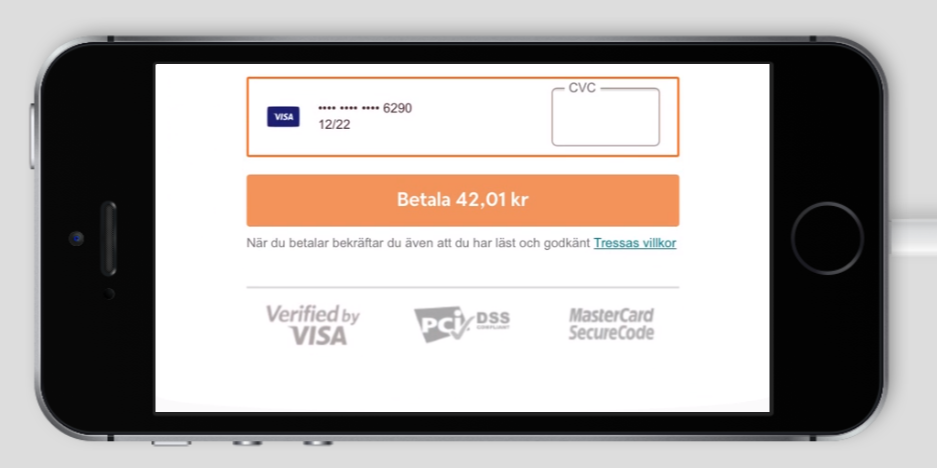 CVC
VISA
•••• •••• •••• 6290
12/22
Betala 42,01 kr
När du betalar bekräftar du även att du har läst och godkänt Tressas villkor
Verified by
VISA
PCI DSS
COMPLIANT
MasterCard
SecureCode